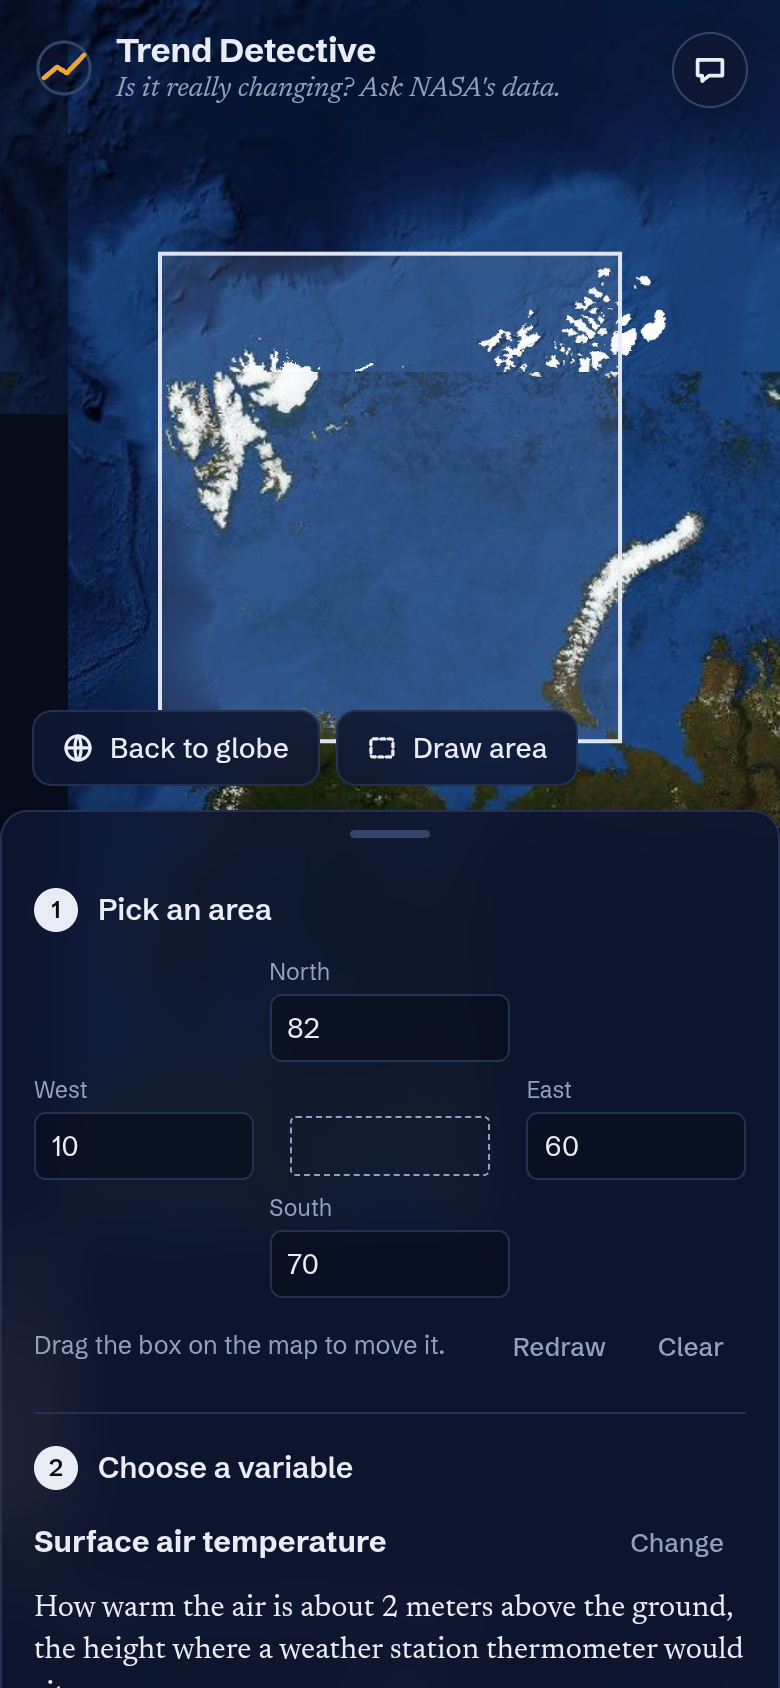 Trend Detective
Is it really changing? Ask NASA's data.
Back to globe
Draw area
1 Pick an area
North
82
West
East
10
60
South
70
Drag the box on the map to move it.
Redraw
Clear
2 Choose a variable
Surface air temperature
Change
How warm the air is about 2 meters above the ground,
the height where a weather station thermometer would